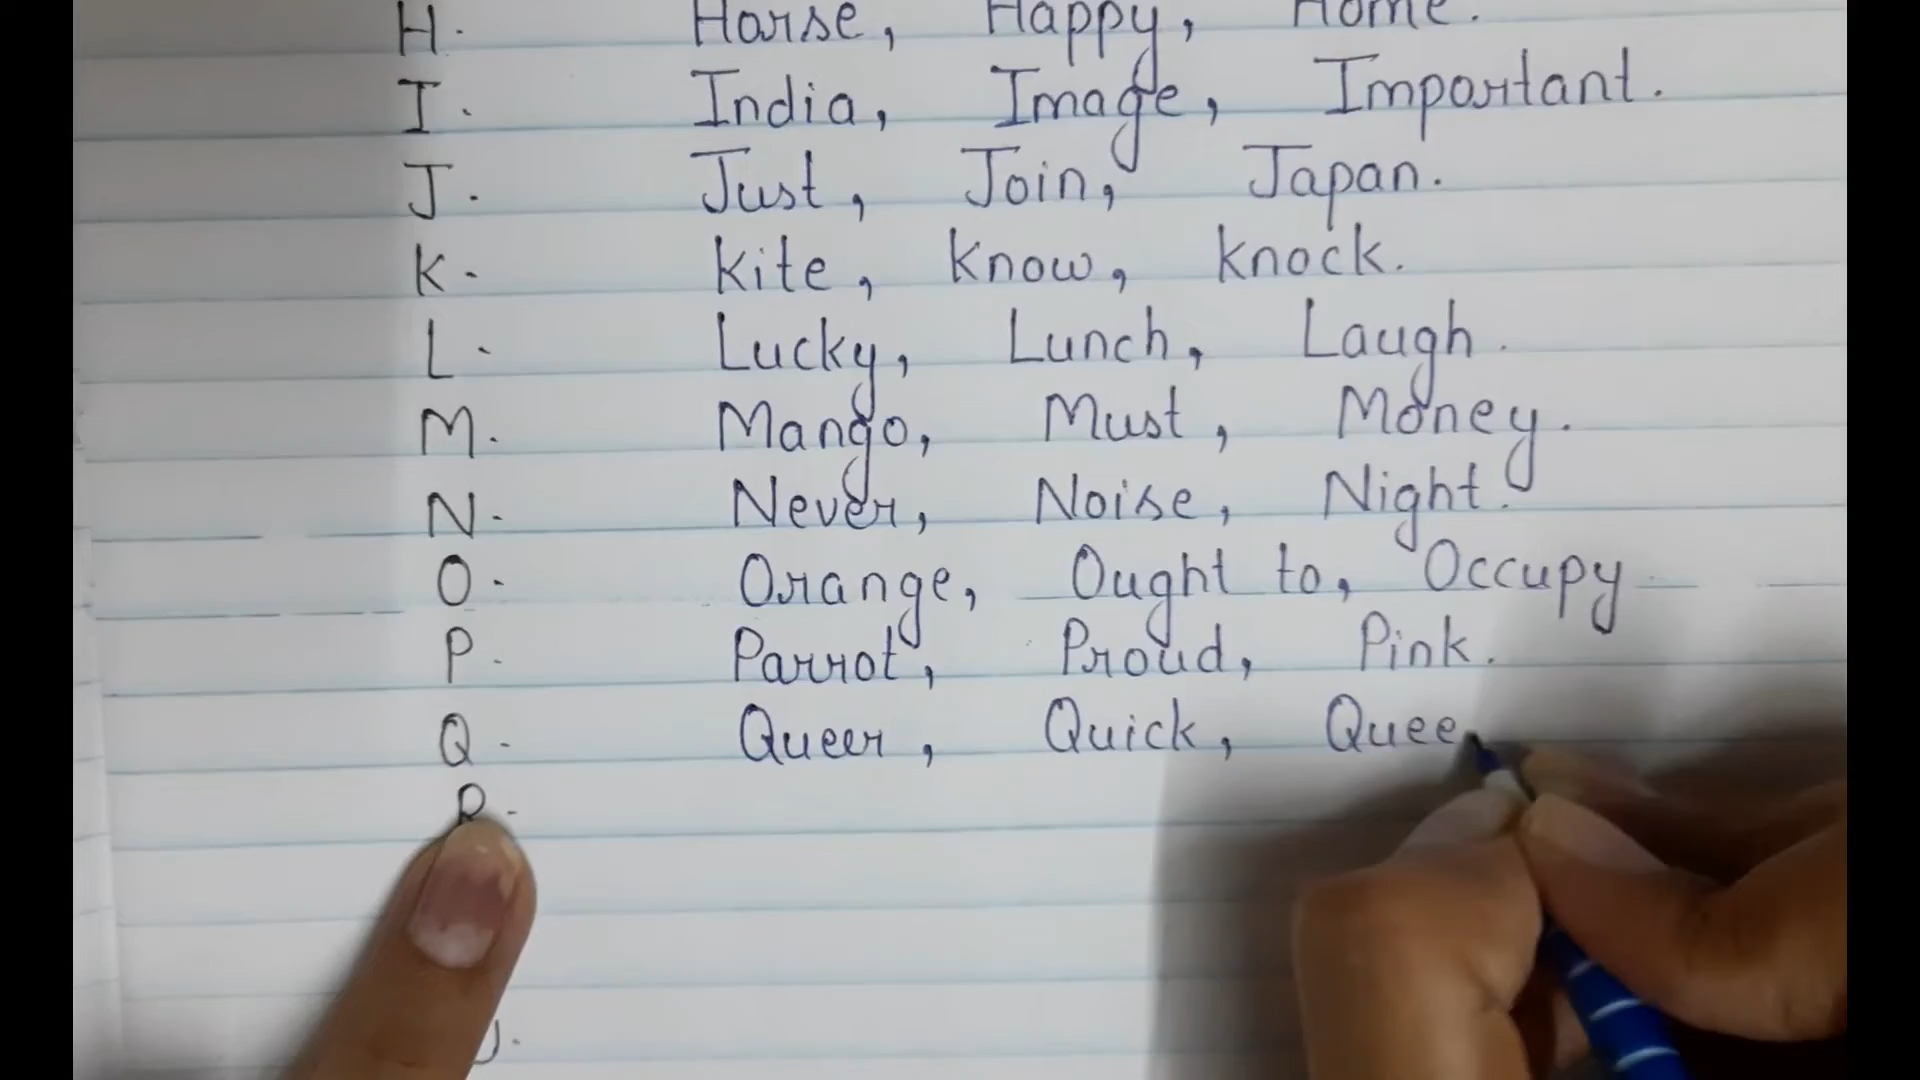 H. Horse, Happy, Home.
I. India, Image, Important.
J. Just, Join, Japan.
K. Kite, Know, Knock.
L. Lucky, Lunch, Laugh.
M. Mango, Must, Money.
N. Never, Noise, Night.
O. Orange, Ought to, Occupy
P. Parrot, Proud, Pink.
Q. Queer, Quick, Quee
R.